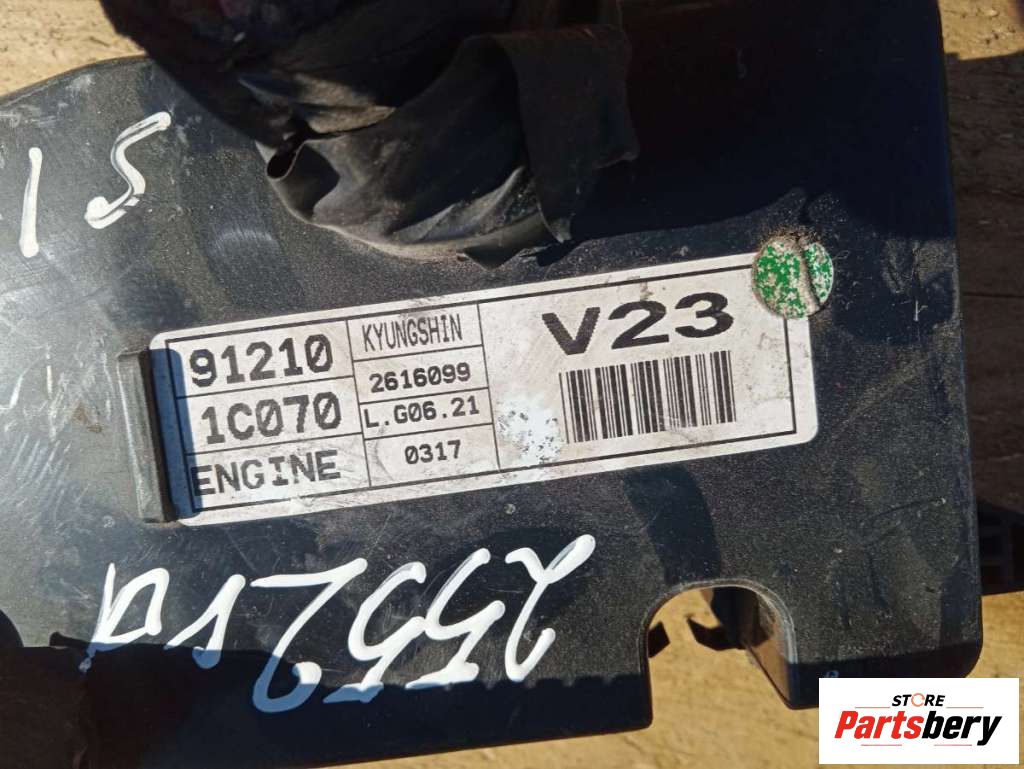 15
91210
1C070
ENGINE
KYUNGSHIN
2616099
L.G06.21
0317
V23
STORE
Partsbery